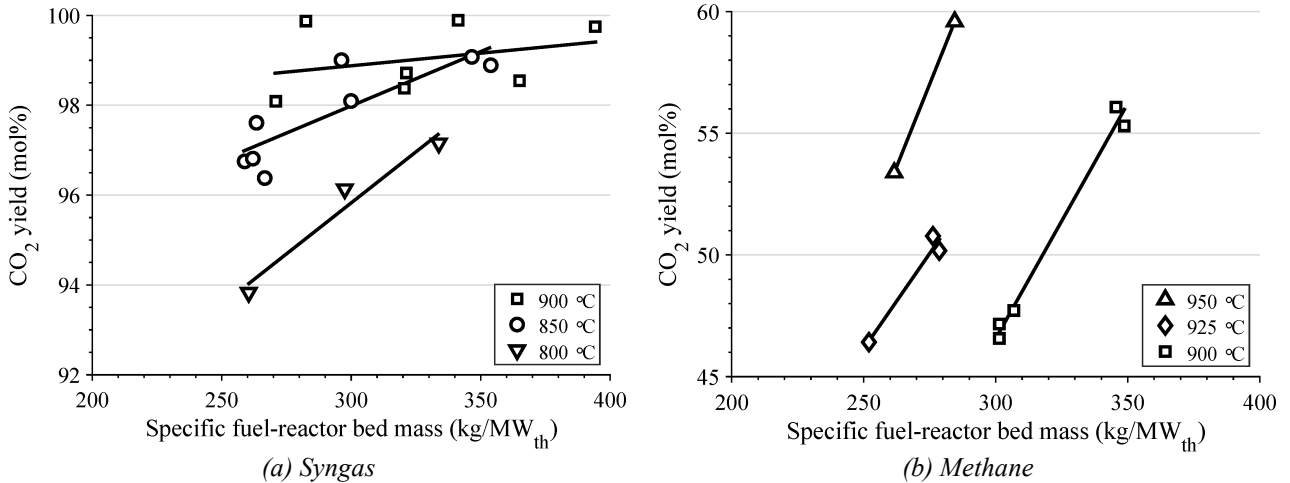 100
98
96
94
92
CO2 yield (mol%)
900 °C
850 °C
800 °C
200 250 300 350 400
Specific fuel-reactor bed mass (kg/MWth)
(a) Syngas
60
55
50
45
CO2 yield (mol%)
950 °C
925 °C
900 °C
200 250 300 350 400
Specific fuel-reactor bed mass (kg/MWth)
(b) Methane